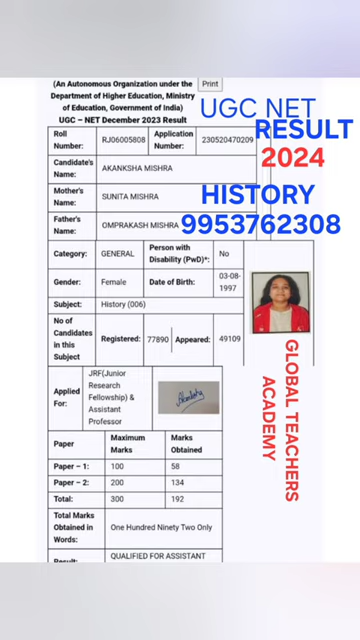 (An Autonomous Organization under the
Department of Higher Education, Ministry
of Education, Government of India)
UGC – NET December 2023 Result
Print
UGC NET
RESULT
2024
HISTORY
9953762308
Roll Number: RJ06005808 Application Number: 230520470209
Candidate's Name: AKANKSHA MISHRA
Mother's Name: SUNITA MISHRA
Father's Name: OMPRAKASH MISHRA
Category: GENERAL Person with Disability (PwD)*: No
Gender: Female Date of Birth: 03-08-1997
Subject: History (006)
No of Candidates in this Subject Registered: 77890 Appeared: 49109
Applied For: JRF(Junior Research Fellowship) & Assistant Professor
Akanksha
GLOBAL TEACHERS
ACADEMY
Paper Maximum Marks Marks Obtained
Paper – 1: 100 58
Paper – 2: 200 134
Total: 300 192
Total Marks Obtained in Words: One Hundred Ninety Two Only
Result: QUALIFIED FOR ASSISTANT